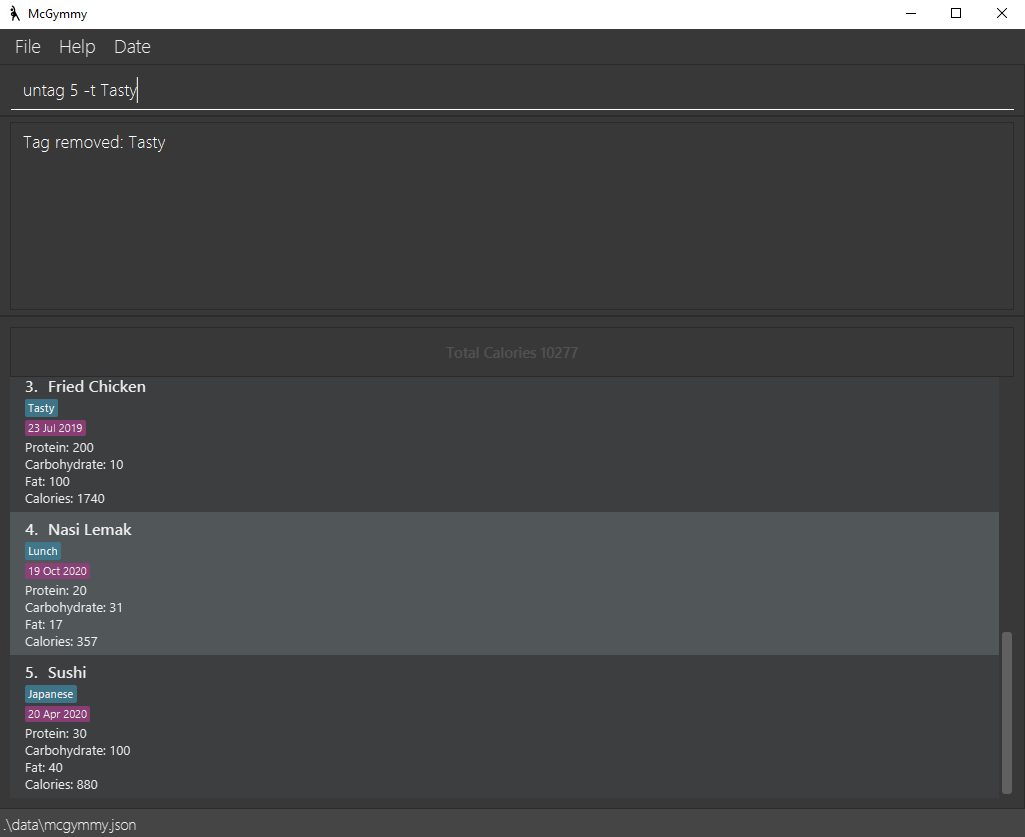 McGymmy
File Help Date
untag 5 -t Tasty
Tag removed: Tasty
Total Calories 10277
3. Fried Chicken
Tasty
23 Jul 2019
Protein: 200
Carbohydrate: 10
Fat: 100
Calories: 1740
4. Nasi Lemak
Lunch
19 Oct 2020
Protein: 20
Carbohydrate: 31
Fat: 17
Calories: 357
5. Sushi
Japanese
20 Apr 2020
Protein: 30
Carbohydrate: 100
Fat: 40
Calories: 880
.\data\mcgymmy.json